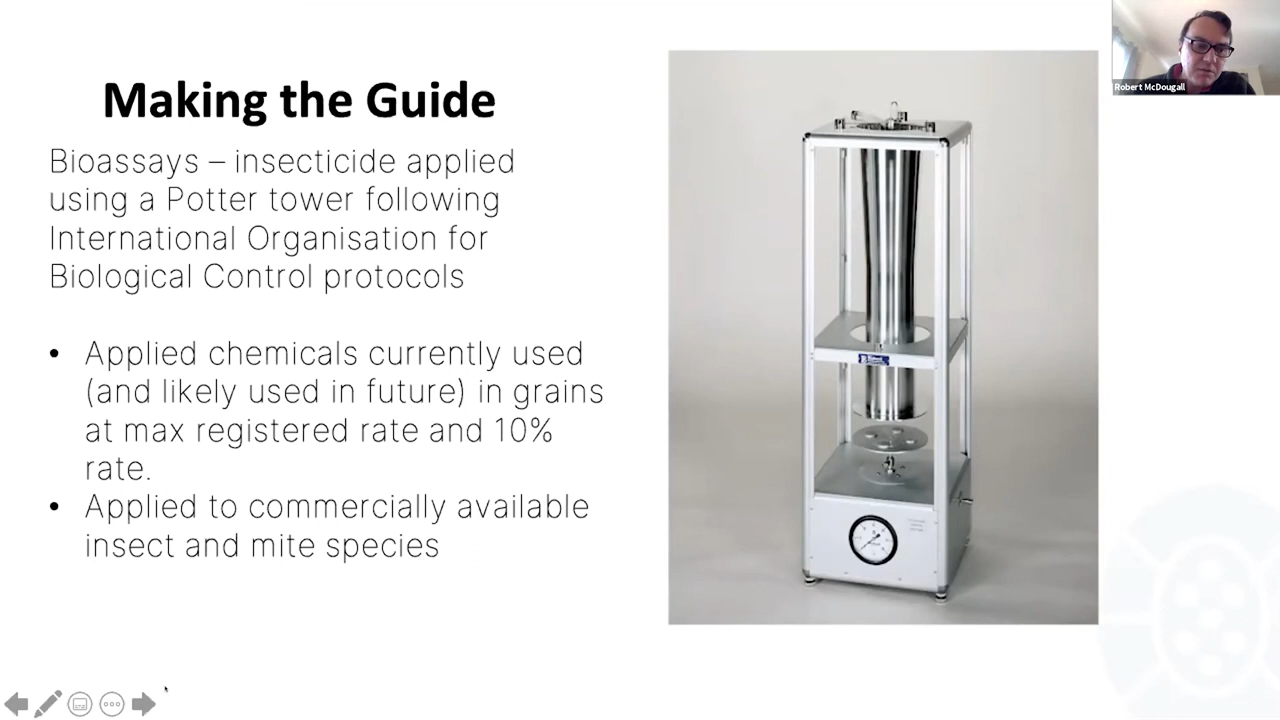 Making the Guide
Bioassays – insecticide applied
using a Potter tower following
International Organisation for
Biological Control protocols
• Applied chemicals currently used
(and likely used in future) in grains
at max registered rate and 10%
rate.
• Applied to commercially available
insect and mite species
Robert McDougall